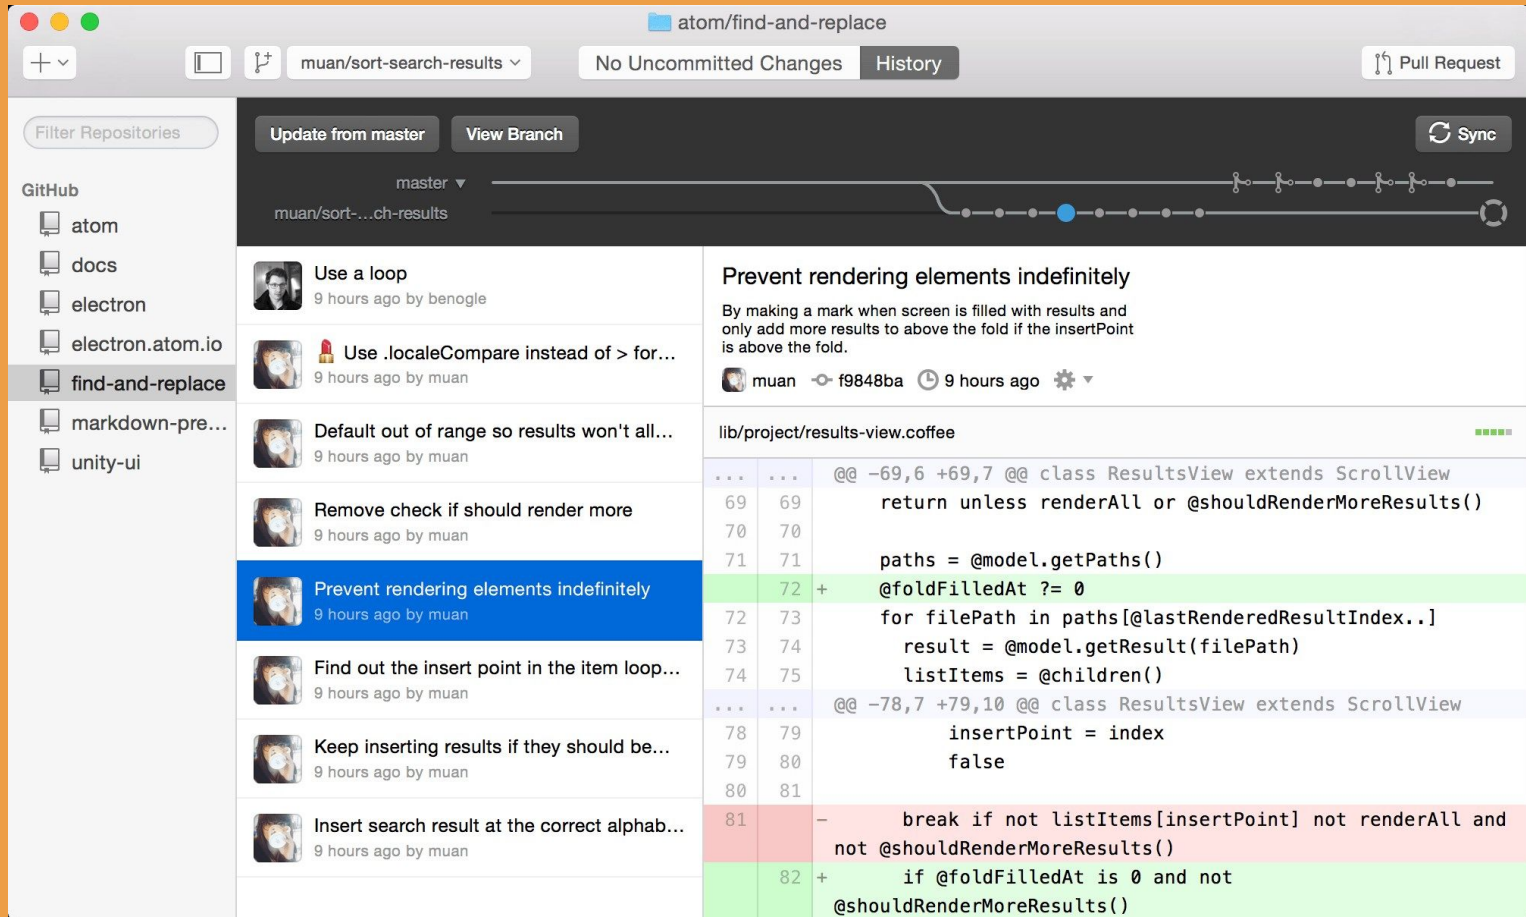 atom/find-and-replace
muan/sort-search-results
No Uncommitted Changes
History
Pull Request
Filter Repositories
GitHub
atom
docs
electron
electron.atom.io
find-and-replace
markdown-pre...
unity-ui
Update from master
View Branch
Sync
master
muan/sort-...ch-results
Use a loop
9 hours ago by benogle
💄 Use .localeCompare instead of > for...
9 hours ago by muan
Default out of range so results won't all...
9 hours ago by muan
Remove check if should render more
9 hours ago by muan
Prevent rendering elements indefinitely
9 hours ago by muan
Find out the insert point in the item loop...
9 hours ago by muan
Keep inserting results if they should be...
9 hours ago by muan
Insert search result at the correct alphab...
9 hours ago by muan
Prevent rendering elements indefinitely
By making a mark when screen is filled with results and
only add more results to above the fold if the insertPoint
is above the fold.
muan f9848ba 9 hours ago
lib/project/results-view.coffee
... ... @@ -69,6 +69,7 @@ class ResultsView extends ScrollView
69 69 return unless renderAll or @shouldRenderMoreResults()
70 70
71 71 paths = @model.getPaths()
72 + @foldFilledAt ?= 0
72 73 for filePath in paths[@lastRenderedResultIndex..]
73 74 result = @model.getResult(filePath)
74 75 listItems = @children()
... ... @@ -78,7 +79,10 @@ class ResultsView extends ScrollView
78 79 insertPoint = index
79 80 false
80 81
81 - break if not listItems[insertPoint] not renderAll and
not @shouldRenderMoreResults()
82 + if @foldFilledAt is 0 and not
@shouldRenderMoreResults()